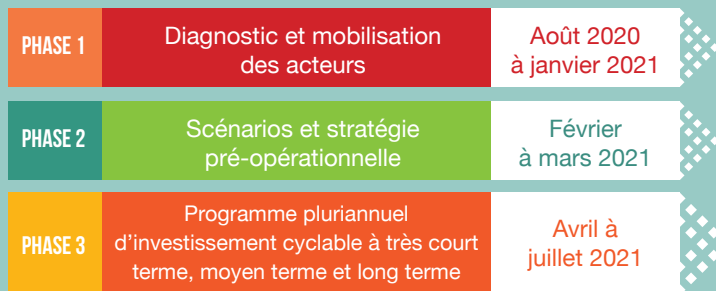 PHASE 1
Diagnostic et mobilisation
des acteurs
Août 2020
à janvier 2021
PHASE 2
Scénarios et stratégie
pré-opérationnelle
Février
à mars 2021
PHASE 3
Programme pluriannuel
d'investissement cyclable à très court
terme, moyen terme et long terme
Avril à
juillet 2021